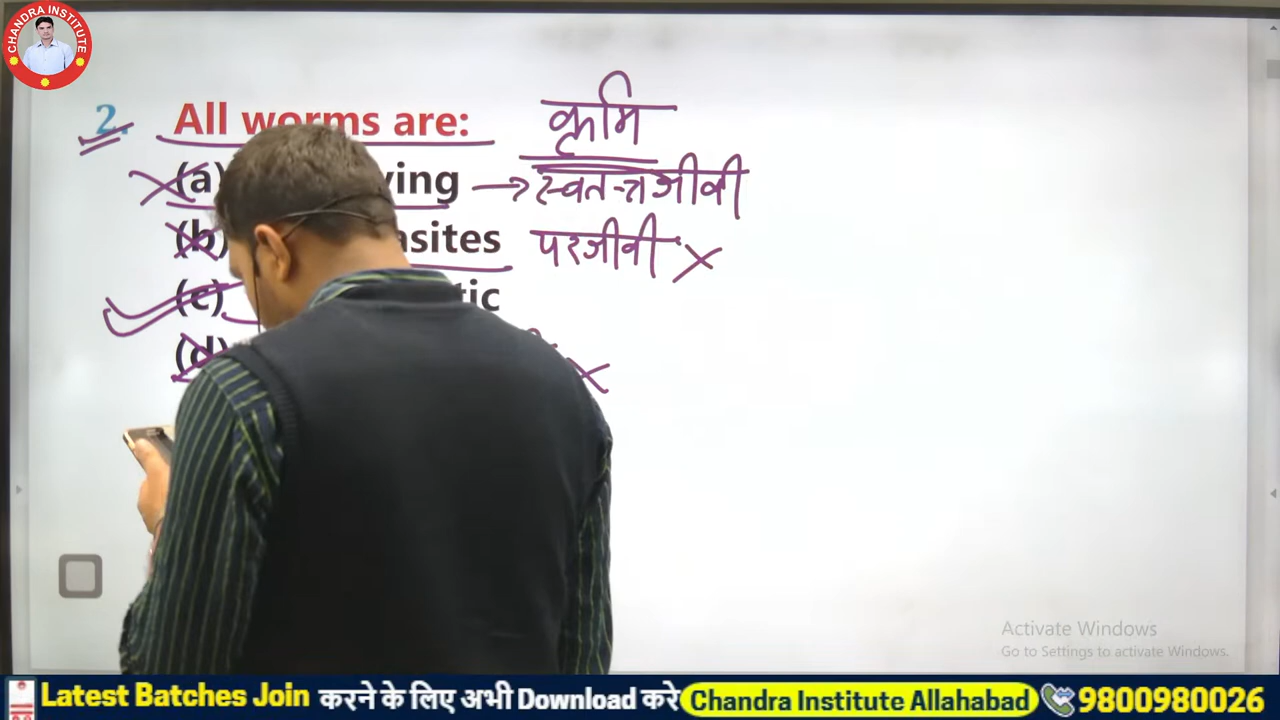 CHANDRA INSTITUTE
2. All worms are:
कृमि
(a) ving → स्वतन्त्रजीवी
(b) asites परजीवी ×
(c) tic
(d) ×
Activate Windows
Go to Settings to activate Windows.
Latest Batches Join करने के लिए अभी Download करे Chandra Institute Allahabad 9800980026